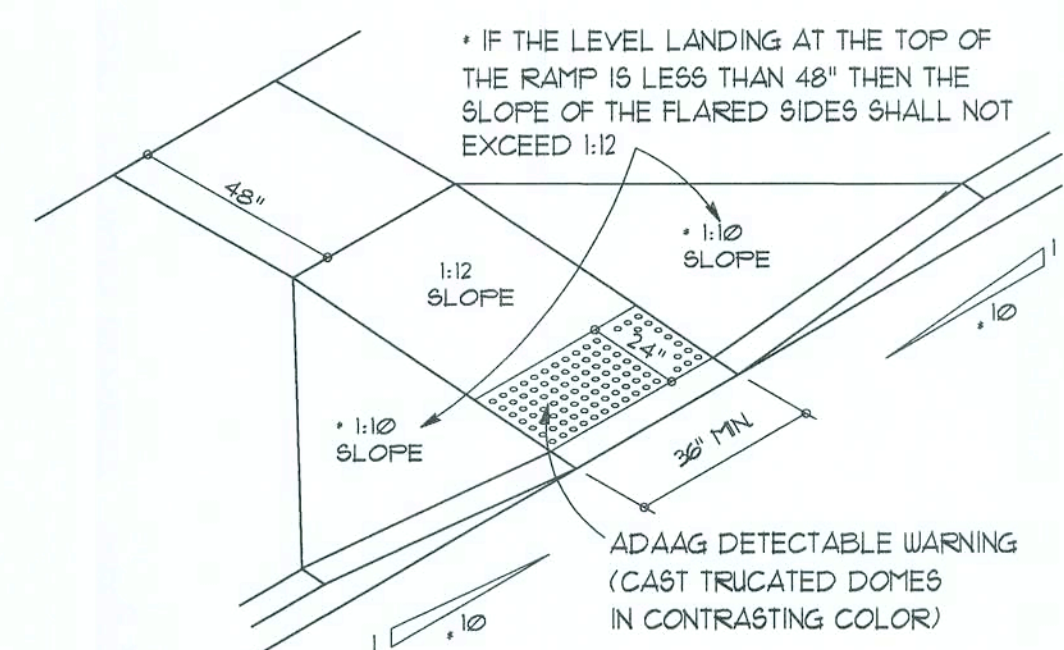 * IF THE LEVEL LANDING AT THE TOP OF
THE RAMP IS LESS THAN 48" THEN THE
SLOPE OF THE FLARED SIDES SHALL NOT
EXCEED 1:12
48"
* 1:10
SLOPE
1:12
SLOPE
1
* 10
24"
* 1:10
SLOPE
36" MIN.
ADAAG DETECTABLE WARNING
(CAST TRUCATED DOMES
IN CONTRASTING COLOR)
1
* 10